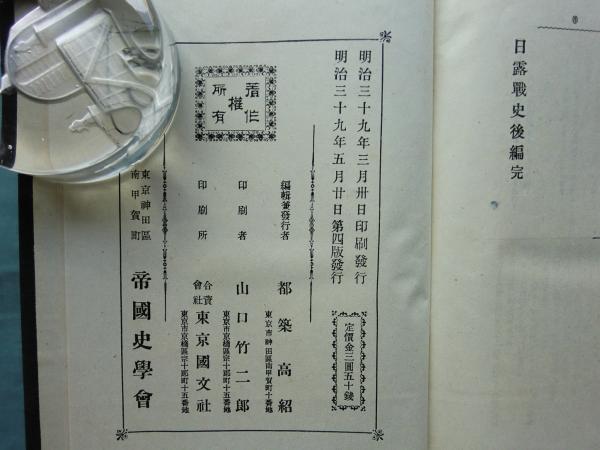 日露戰史後編完
明治三十九年三月卅日印刷發行
明治三十九年五月廿日第四版發行
定價金三圓五十錢
著作權所有
編輯兼發行者 都築高紹
東京市神田區南甲賀町十番地
印刷者 山口竹二郎
東京市京橋區宗十郎町十五番地
印刷所 合資會社 東京國文社
東京市京橋區宗十郎町十五番地
東京神田區南甲賀町 帝國史學會